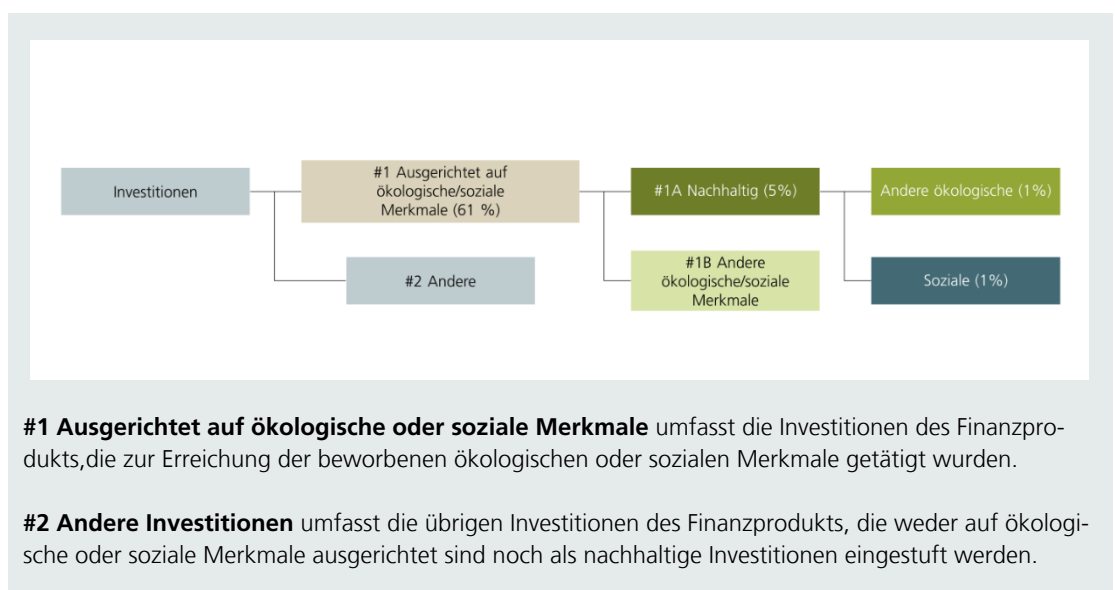 Investitionen
#1 Ausgerichtet auf
ökologische/soziale
Merkmale (61 %)
#1A Nachhaltig (5%)
Andere ökologische (1%)
#2 Andere
#1B Andere
ökologische/soziale
Merkmale
Soziale (1%)
#1 Ausgerichtet auf ökologische oder soziale Merkmale umfasst die Investitionen des Finanzpro-
dukts,die zur Erreichung der beworbenen ökologischen oder sozialen Merkmale getätigt wurden.
#2 Andere Investitionen umfasst die übrigen Investitionen des Finanzprodukts, die weder auf ökologi-
sche oder soziale Merkmale ausgerichtet sind noch als nachhaltige Investitionen eingestuft werden.